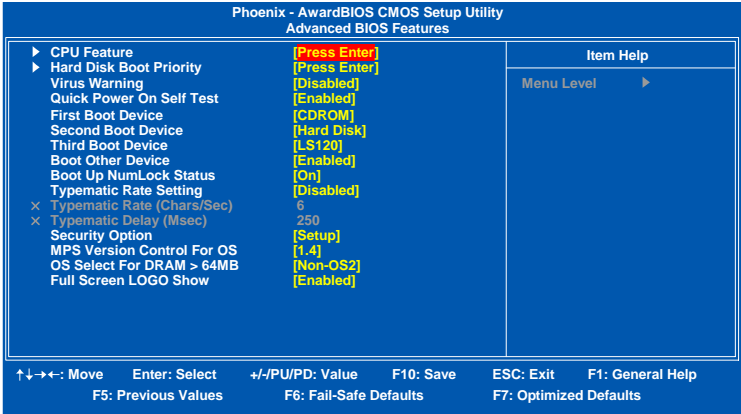 Phoenix - AwardBIOS CMOS Setup Utility
Advanced BIOS Features
CPU Feature [Press Enter]
Hard Disk Boot Priority [Press Enter]
Virus Warning [Disabled]
Quick Power On Self Test [Enabled]
First Boot Device [CDROM]
Second Boot Device [Hard Disk]
Third Boot Device [LS120]
Boot Other Device [Enabled]
Boot Up NumLock Status [On]
Typematic Rate Setting [Disabled]
× Typematic Rate (Chars/Sec) 6
× Typematic Delay (Msec) 250
Security Option [Setup]
MPS Version Control For OS [1.4]
OS Select For DRAM > 64MB [Non-OS2]
Full Screen LOGO Show [Enabled]
Item Help
Menu Level
↑↓→←: Move Enter: Select +/-/PU/PD: Value F10: Save ESC: Exit F1: General Help
F5: Previous Values F6: Fail-Safe Defaults F7: Optimized Defaults